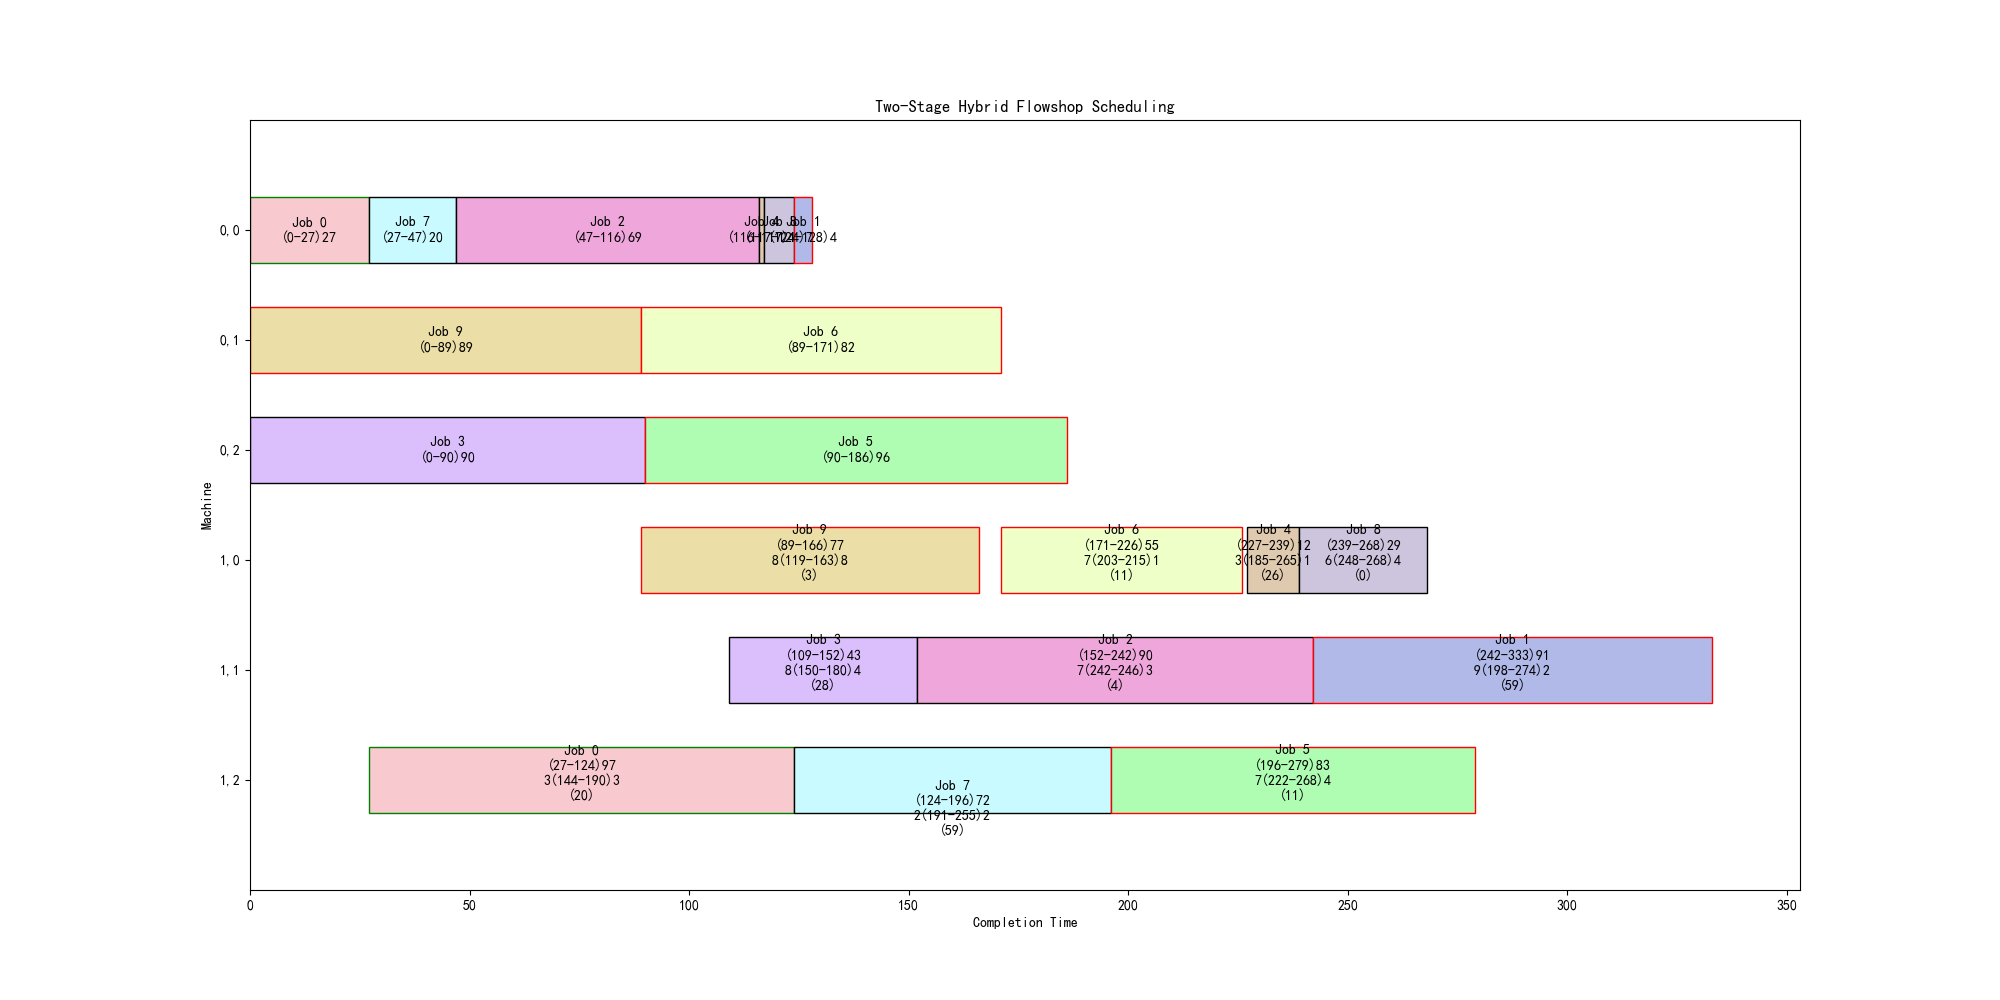 Two-Stage Hybrid Flowshop Scheduling
Machine
0,0
Job 0
(0-27)27
Job 7
(27-47)20
Job 2
(47-116)69
Job 4
Job 8
Job 1
0,1
Job 9
(0-89)89
Job 6
(89-171)82
0,2
Job 3
(0-90)90
Job 5
(90-186)96
1,0
Job 9
(89-166)77
8(119-163)8
(3)
Job 6
(171-226)55
7(203-215)1
(11)
Job 4
(227-239)12
3(185-265)1
(26)
Job 8
(239-268)29
6(248-268)4
(0)
1,1
Job 3
(109-152)43
8(150-180)4
(28)
Job 2
(152-242)90
7(242-246)3
(4)
Job 1
(242-333)91
9(198-274)2
(59)
1,2
Job 0
(27-124)97
3(144-190)3
(20)
Job 7
(124-196)72
2(191-255)2
(59)
Job 5
(196-279)83
7(222-268)4
(11)
0
50
100
150
200
250
300
350
Completion Time